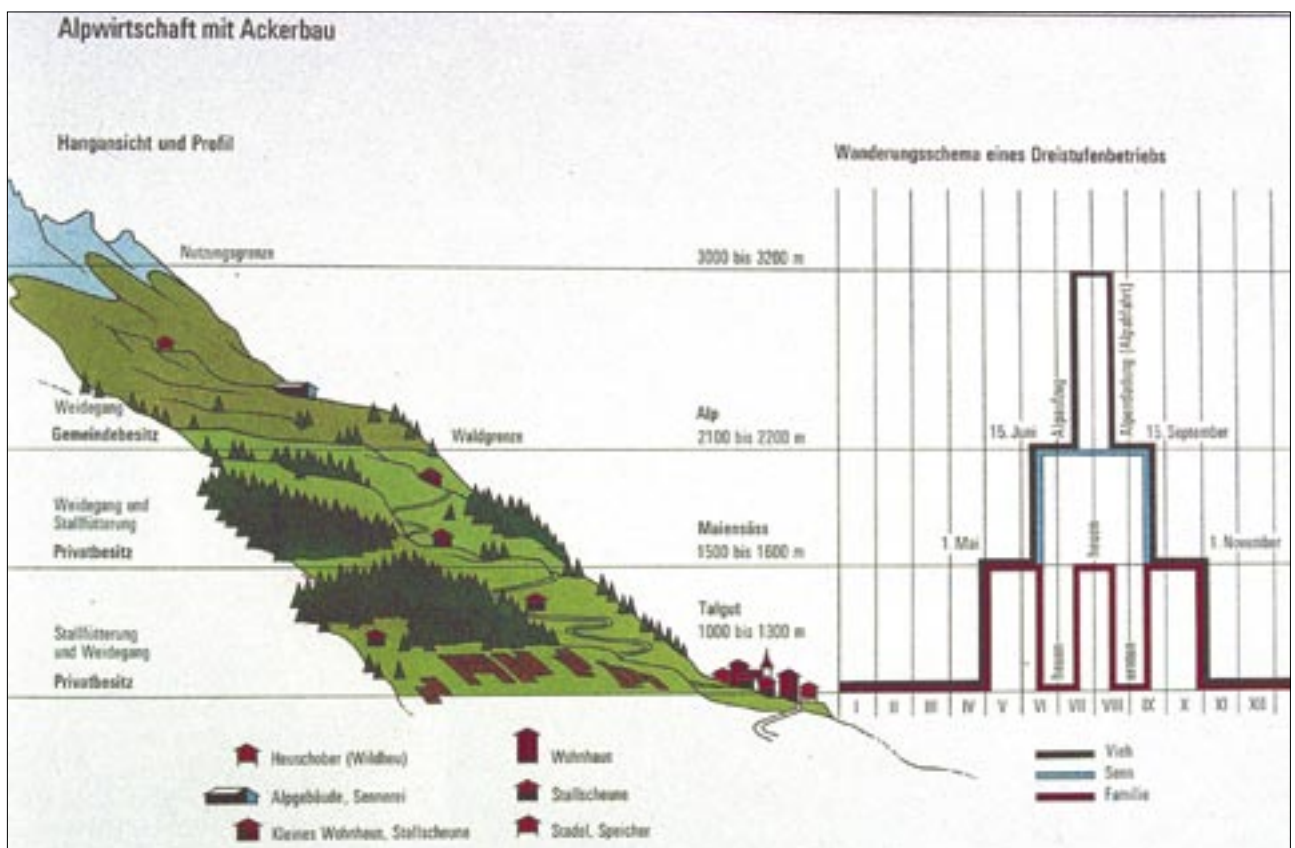 Alpwirtschaft mit Ackerbau
Hangansicht und Profil
Wanderungsschema eines Dreistufenbetriebs
Nutzungsgrenze
3000 bis 3200 m
Weidegang
Gemeindebesitz
Waldgrenze
Alp
2100 bis 2200 m
15. Juni
Alpaufzug
Alpentladung (Alpabfahrt)
15. September
Weidegang und
Stallfütterung
Privatbesitz
Maiensäss
1500 bis 1600 m
1. Mai
heuen
1. November
Stallfütterung
und Weidegang
Privatbesitz
Talgut
1000 bis 1300 m
heuen
ernten
I II III IV V VI VII VIII IX X XI XII
Heuschober (Wildheu)
Alpgebäude, Sennerei
Kleines Wohnhaus, Stallscheune
Wohnhaus
Stallscheune
Stadel, Speicher
Vieh
Senn
Familie